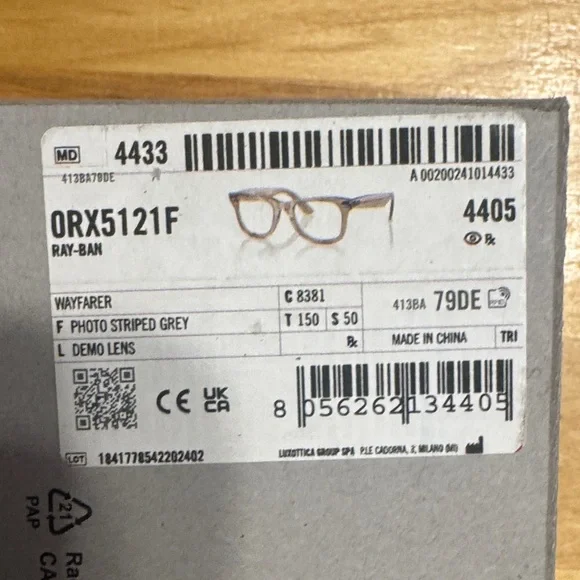 MD 4433
413BA79DE
A 00200241014433
0RX5121F
RAY-BAN
4405
℞
WAYFARER
C 8381
413BA 79DE
F PHOTO STRIPED GREY
T 150 S 50
L DEMO LENS
℞
MADE IN CHINA
TRI
CE UK CA
8 056262 134405
LOT 1841778542202402
LUXOTTICA GROUP SPA P.LE CADORNA, 3, MILANO (MI)
21
PAP
Ra
CA